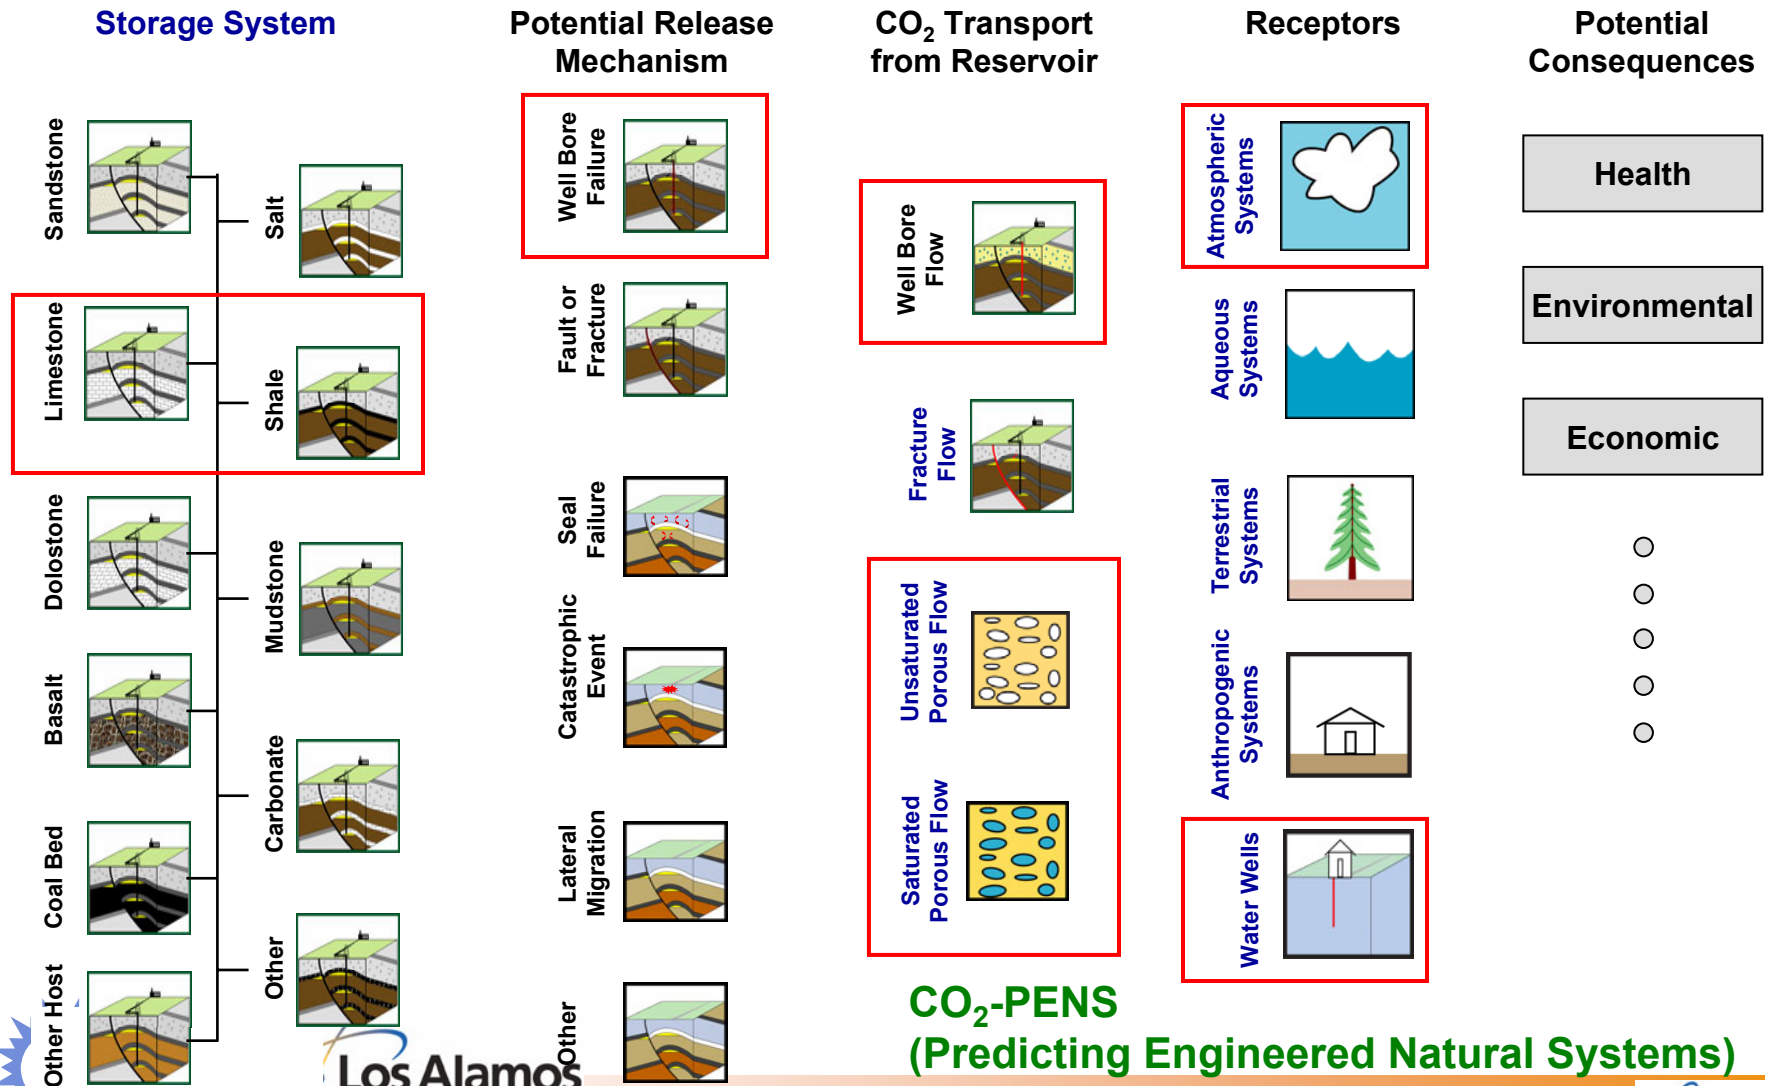 Storage System
Potential Release
Mechanism
CO2 Transport
from Reservoir
Receptors
Potential
Consequences
Sandstone
Limestone
Dolostone
Basalt
Coal Bed
Other Host
Salt
Shale
Mudstone
Carbonate
Other
Well Bore
Failure
Fault or
Fracture
Seal
Failure
Catastrophic
Event
Lateral
Migration
Other
Well Bore
Flow
Fracture
Flow
Unsaturated
Porous Flow
Saturated
Porous Flow
Atmospheric
Systems
Aqueous
Systems
Terrestrial
Systems
Anthropogenic
Systems
Water Wells
Health
Environmental
Economic
CO2-PENS
(Predicting Engineered Natural Systems)
Los Alamos